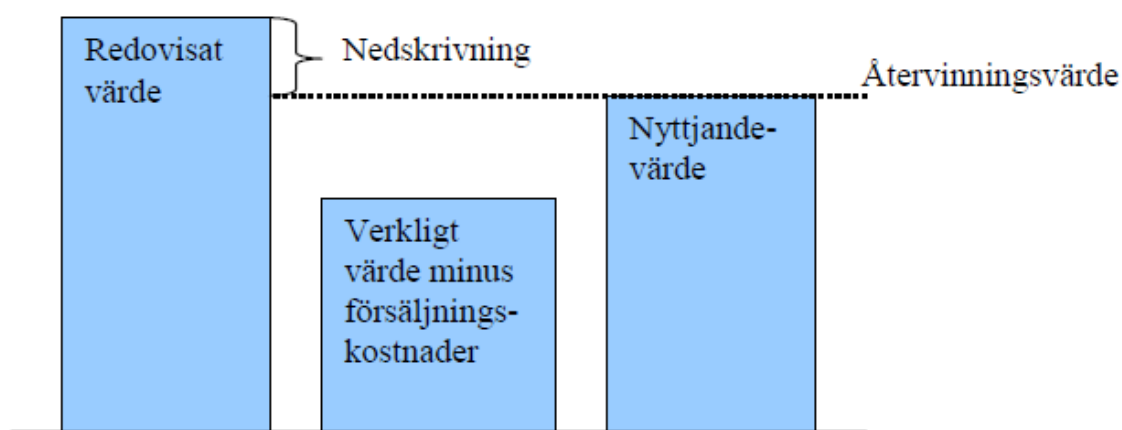 Redovisat
värde
Nedskrivning
Återvinningsvärde
Verkligt
värde minus
försäljnings-
kostnader
Nyttjande-
värde